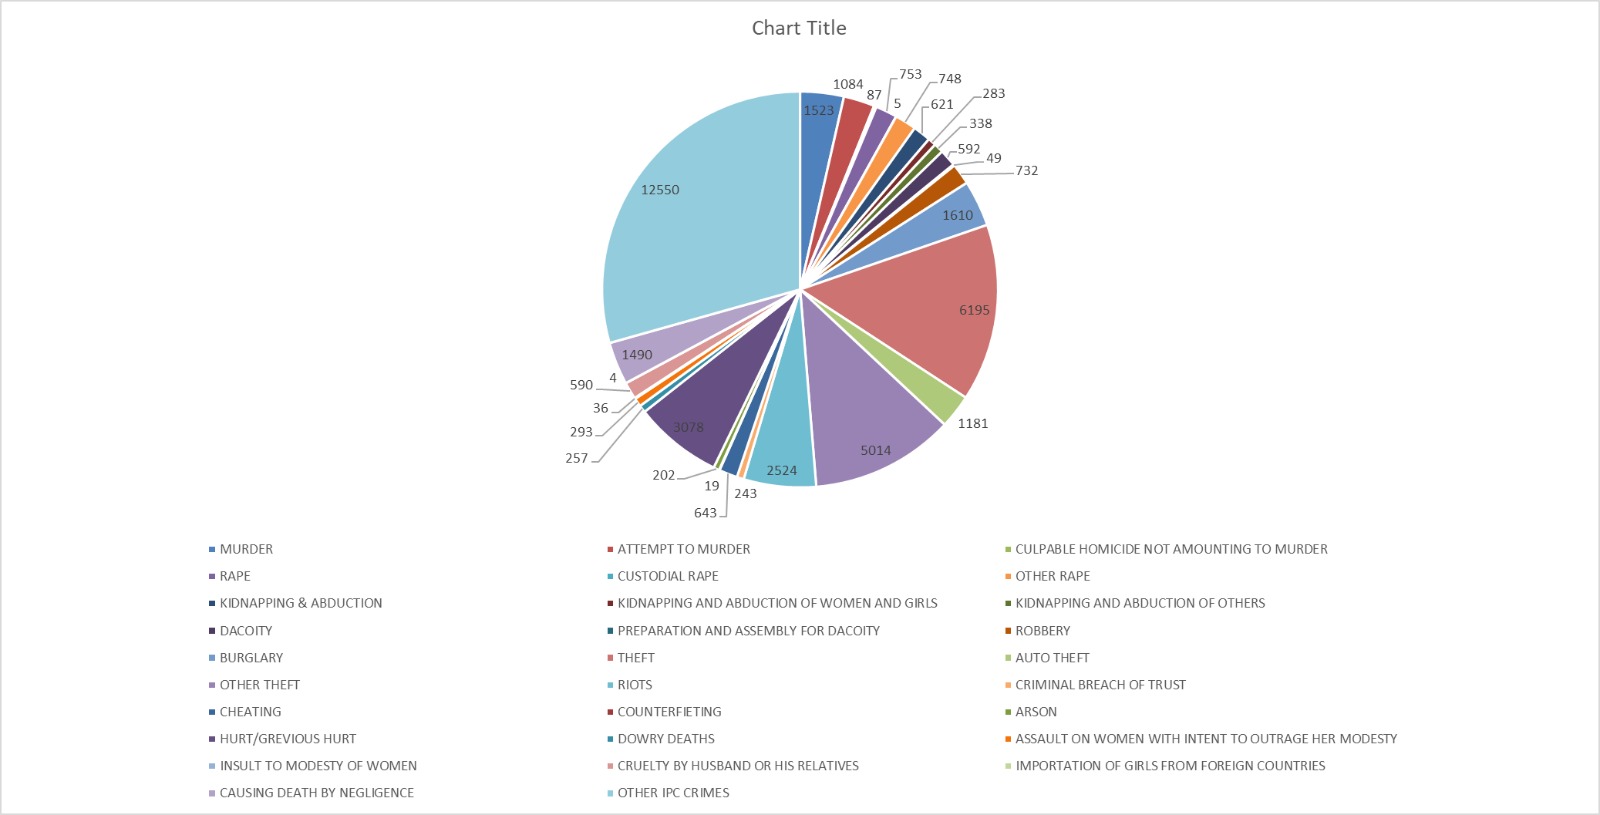 Chart Title
1523
1084
87
753
5
748
621
283
338
592
49
732
1610
6195
1181
5014
2524
243
643
19
202
3078
257
293
36
590
4
1490
12550
MURDER
ATTEMPT TO MURDER
CULPABLE HOMICIDE NOT AMOUNTING TO MURDER
RAPE
CUSTODIAL RAPE
OTHER RAPE
KIDNAPPING & ABDUCTION
KIDNAPPING AND ABDUCTION OF WOMEN AND GIRLS
KIDNAPPING AND ABDUCTION OF OTHERS
DACOITY
PREPARATION AND ASSEMBLY FOR DACOITY
ROBBERY
BURGLARY
THEFT
AUTO THEFT
OTHER THEFT
RIOTS
CRIMINAL BREACH OF TRUST
CHEATING
COUNTERFIETING
ARSON
HURT/GREVIOUS HURT
DOWRY DEATHS
ASSAULT ON WOMEN WITH INTENT TO OUTRAGE HER MODESTY
INSULT TO MODESTY OF WOMEN
CRUELTY BY HUSBAND OR HIS RELATIVES
IMPORTATION OF GIRLS FROM FOREIGN COUNTRIES
CAUSING DEATH BY NEGLIGENCE
OTHER IPC CRIMES